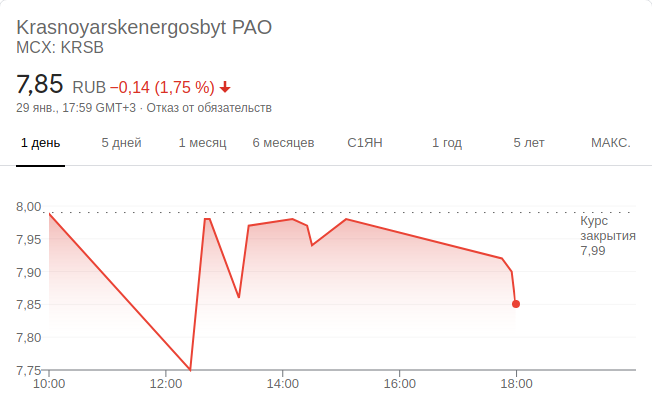 Krasnoyarskenergosbyt PAO
MCX: KRSB
7,85 RUB −0,14 (1,75 %)
29 янв., 17:59 GMT+3 · Отказ от обязательств
1 день 5 дней 1 месяц 6 месяцев С1ЯН 1 год 5 лет МАКС.
8,00
7,95
7,90
7,85
7,80
7,75
Курс
закрытия
7,99
10:00 12:00 14:00 16:00 18:00